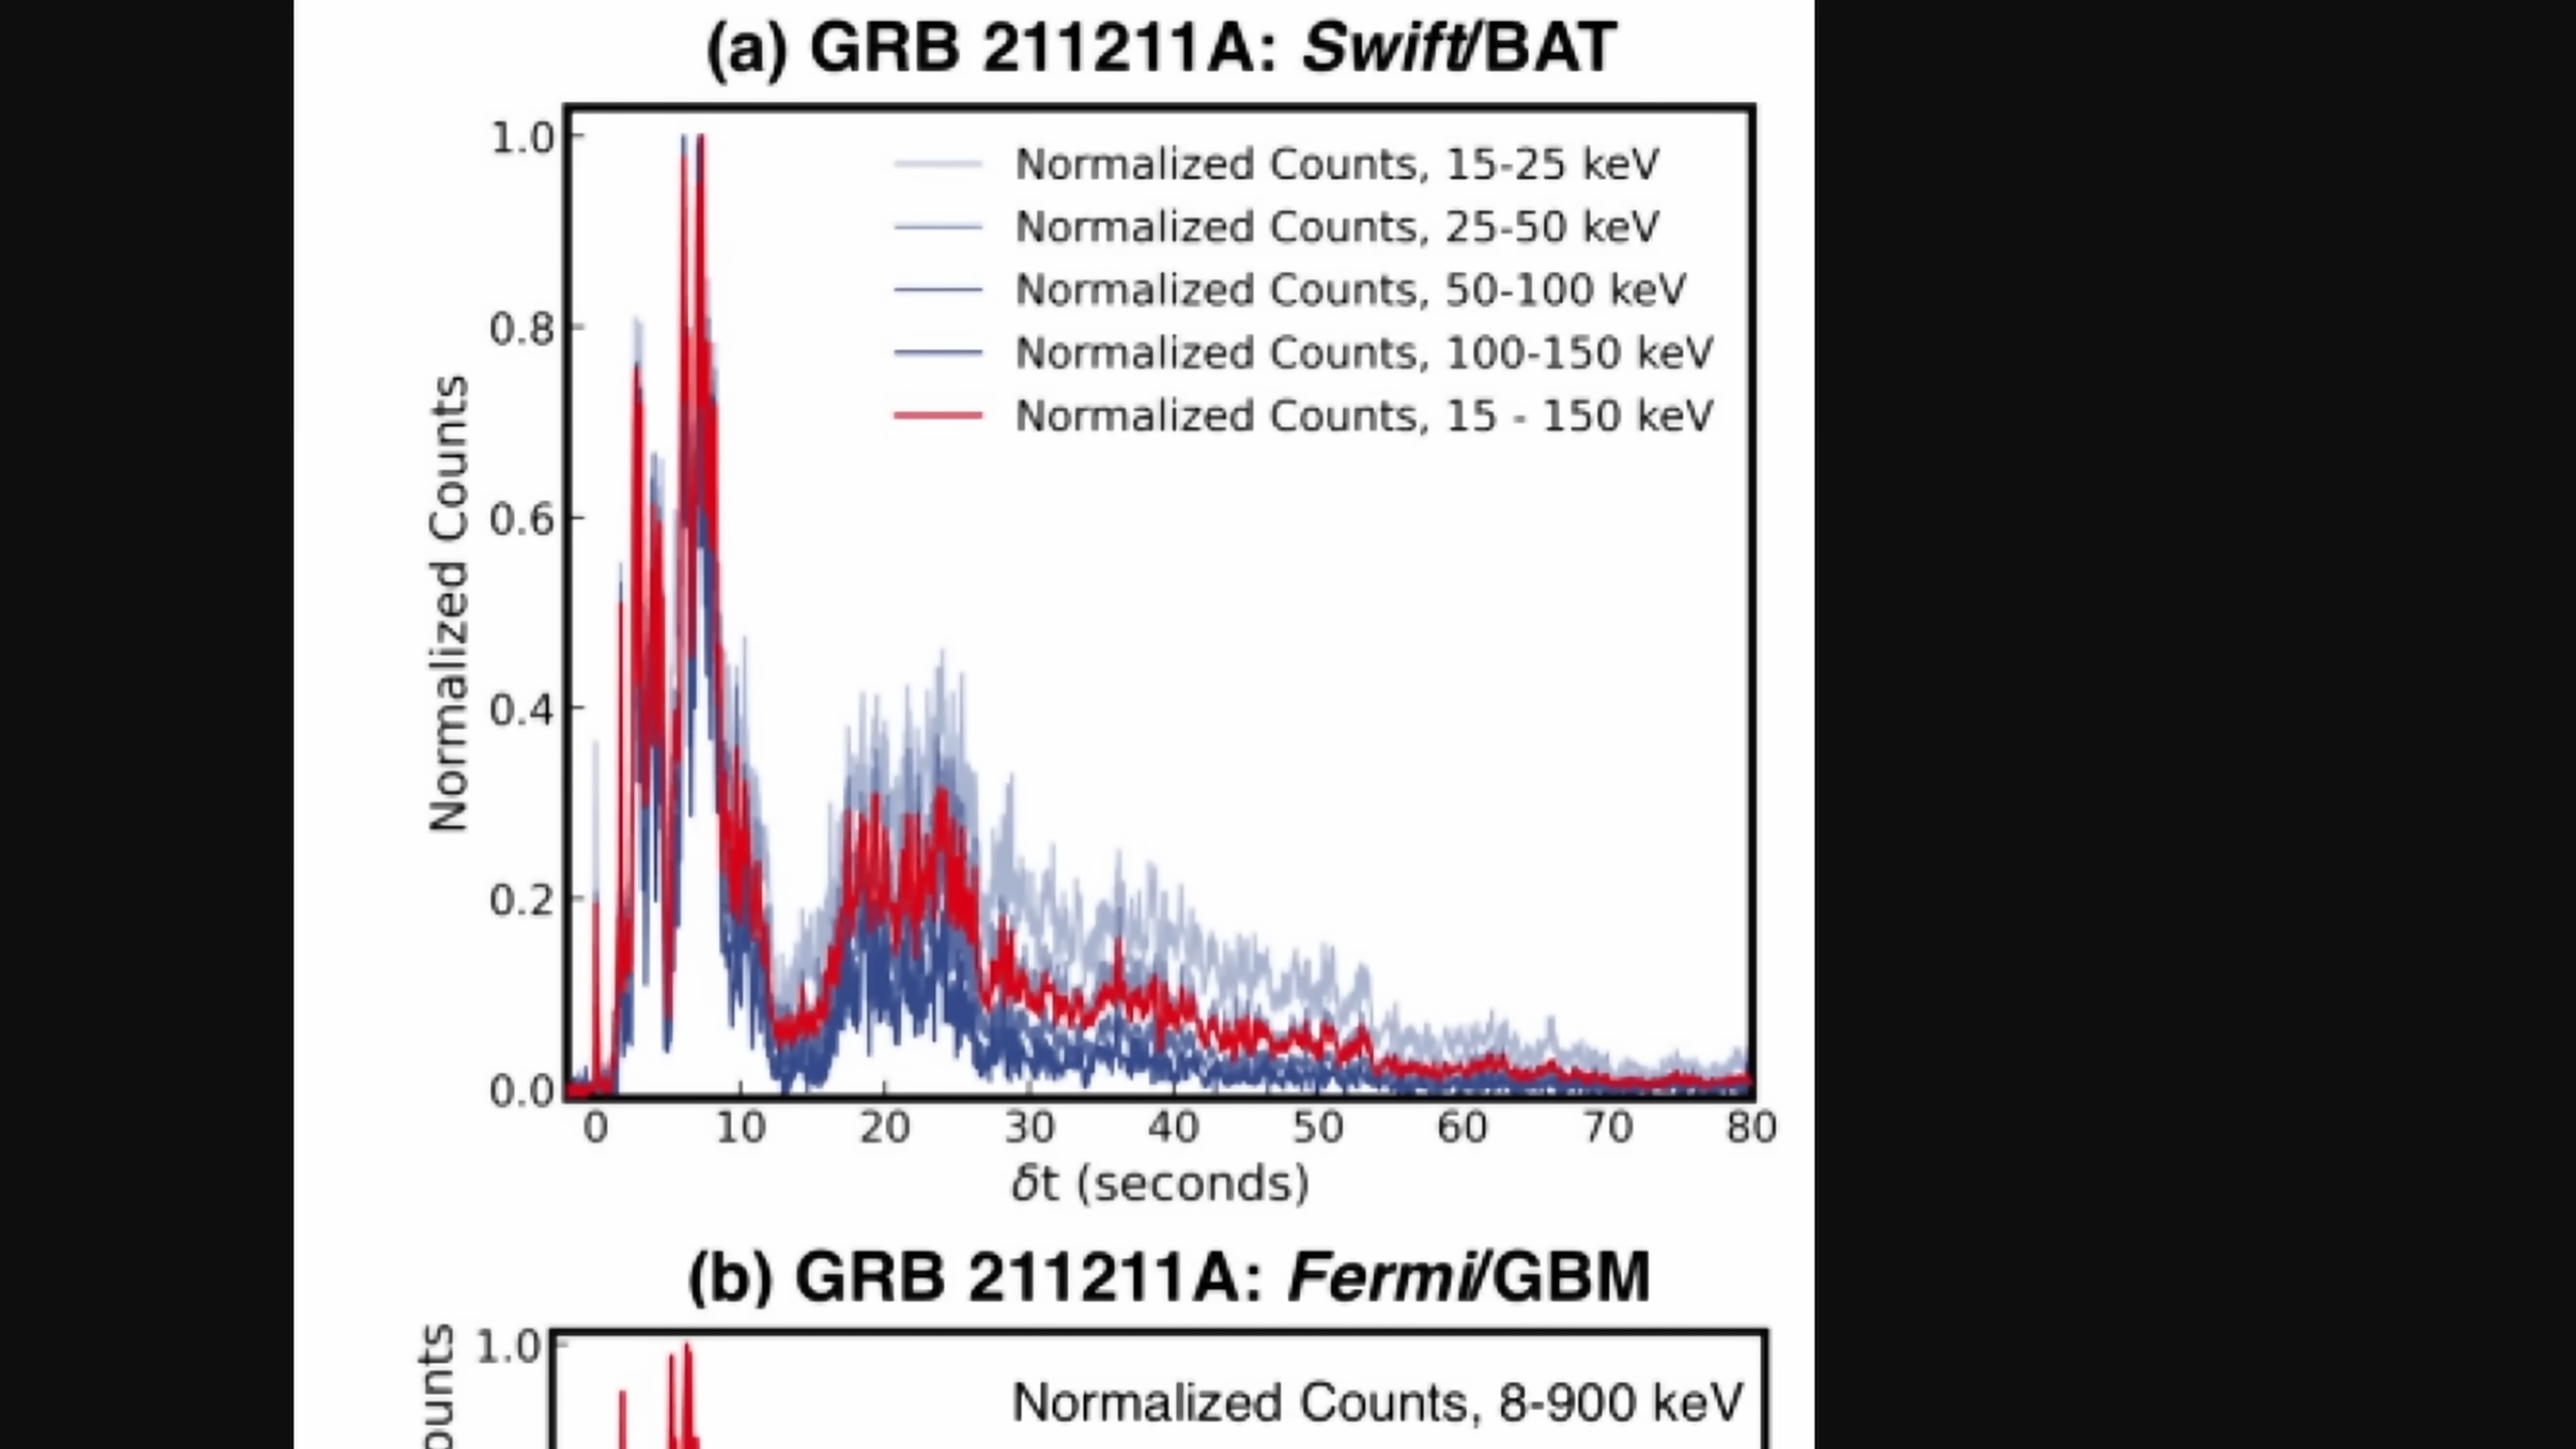 (a) GRB 211211A: Swift/BAT
1.0
0.8
0.6
0.4
0.2
0.0
Normalized Counts
Normalized Counts, 15-25 keV
Normalized Counts, 25-50 keV
Normalized Counts, 50-100 keV
Normalized Counts, 100-150 keV
Normalized Counts, 15 - 150 keV
0 10 20 30 40 50 60 70 80
δt (seconds)
(b) GRB 211211A: Fermi/GBM
1.0
Normalized Counts, 8-900 keV